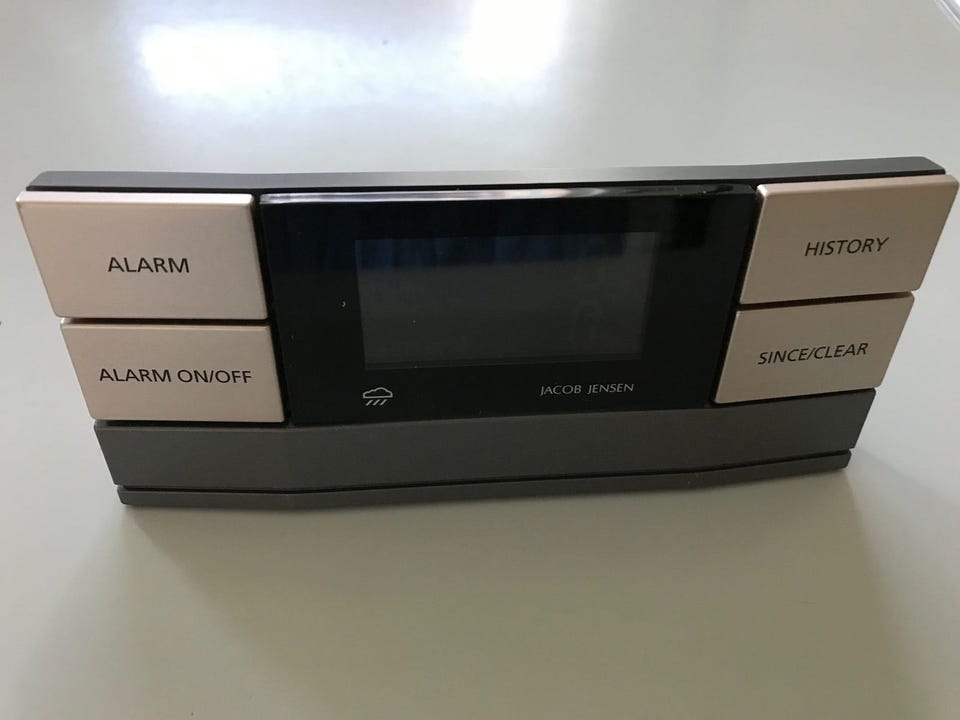 ALARM
HISTORY
ALARM ON/OFF
SINCE/CLEAR
JACOB JENSEN